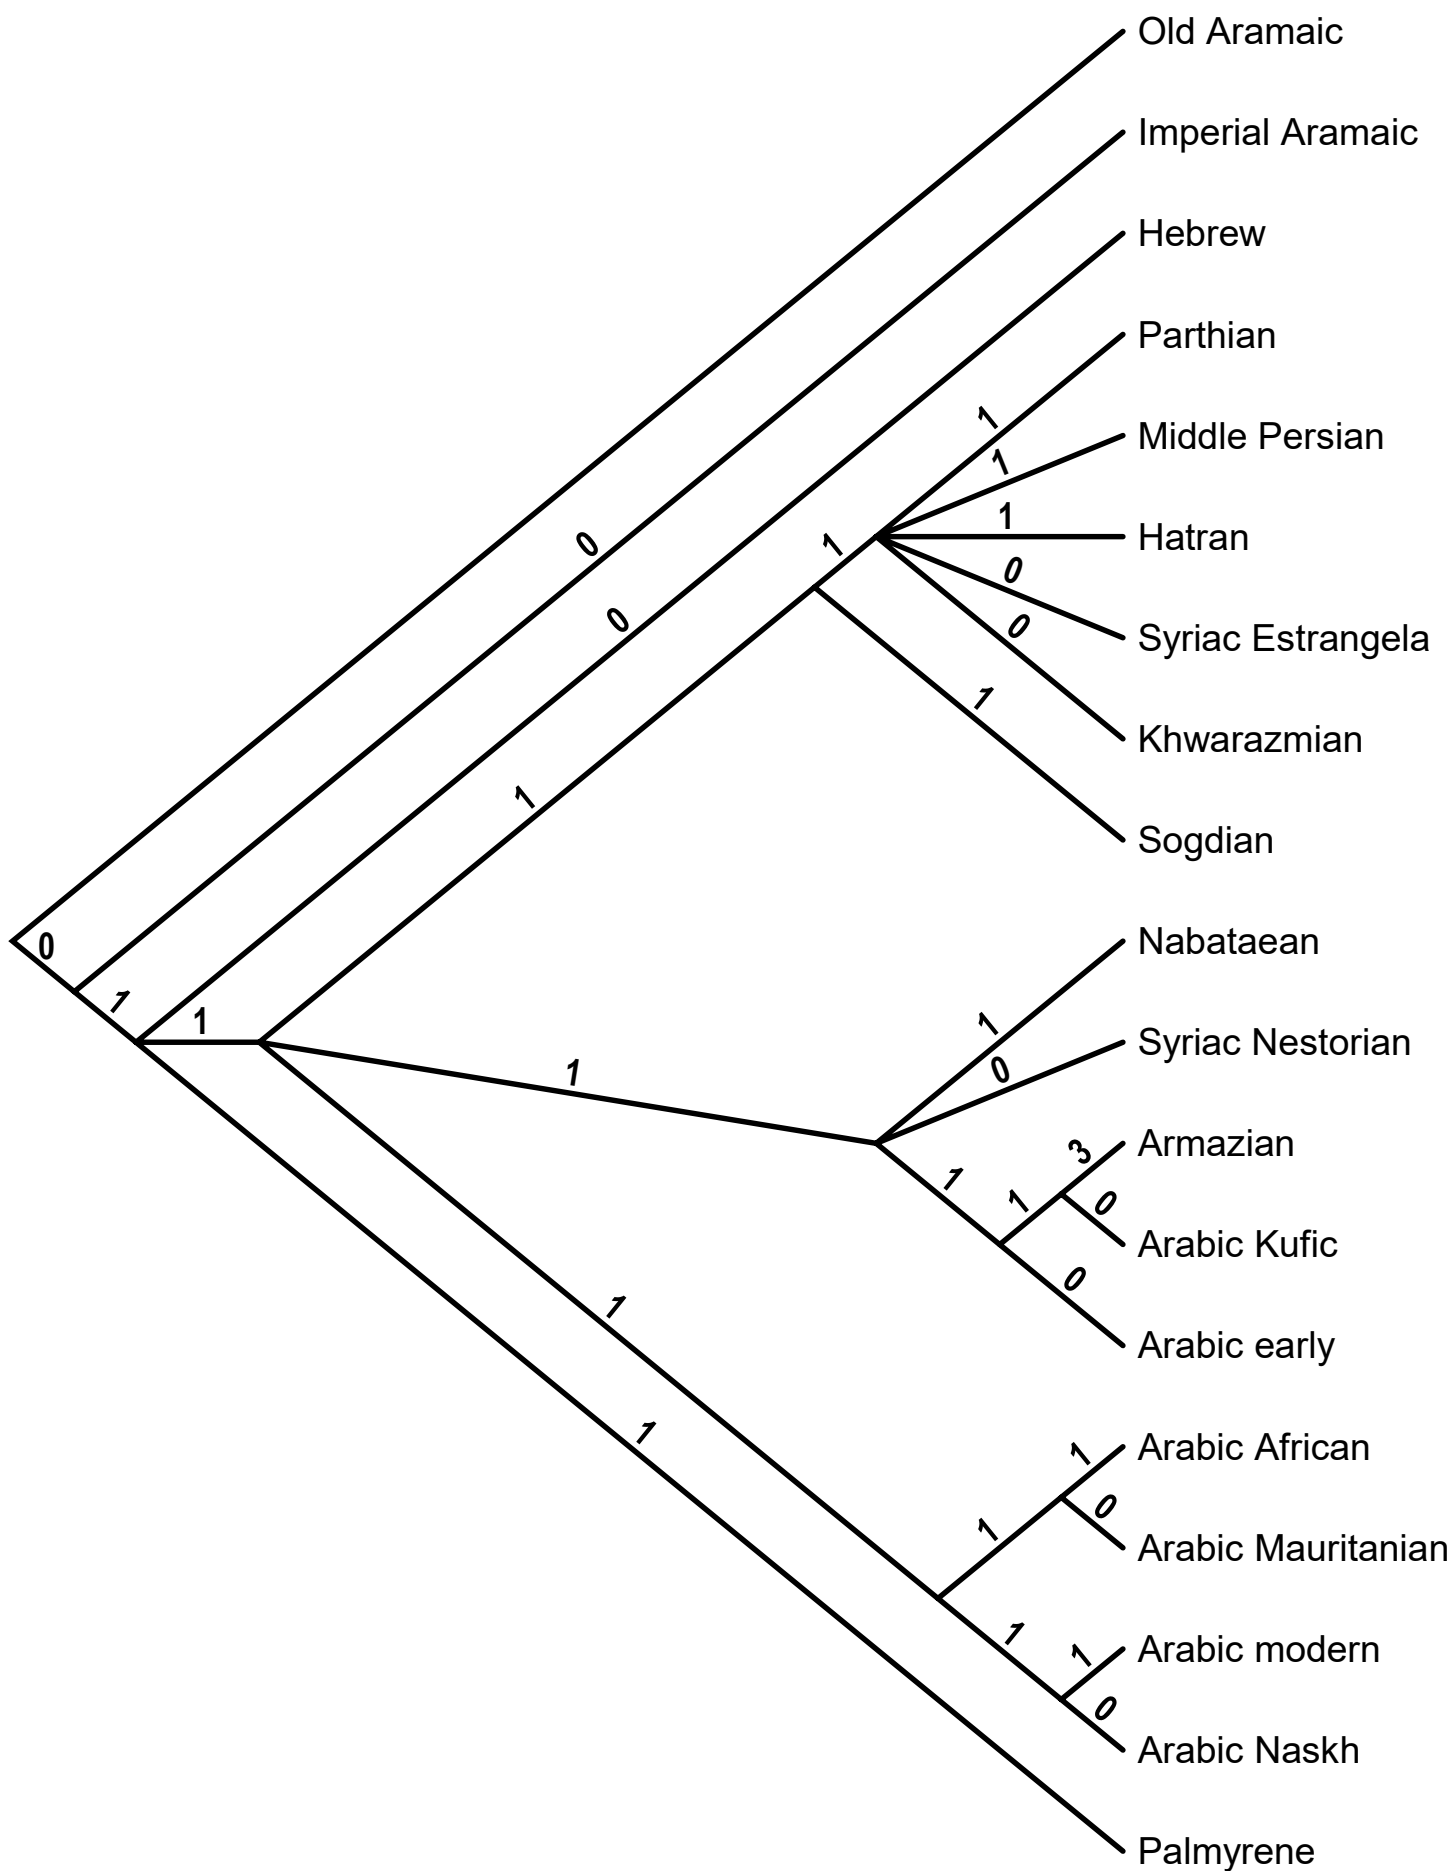 Old Aramaic
Imperial Aramaic
Hebrew
Parthian
1
Middle Persian
1
1
Hatran
0
1
0
Syriac Estrangela
0
0
1
Khwarazmian
1
Sogdian
0
Nabataean
1
1
1
Syriac Nestorian
0
1
Armazian
3
1
1
0
Arabic Kufic
0
1
Arabic early
1
Arabic African
1
0
1
Arabic Mauritanian
1
1
Arabic modern
0
Arabic Naskh
Palmyrene